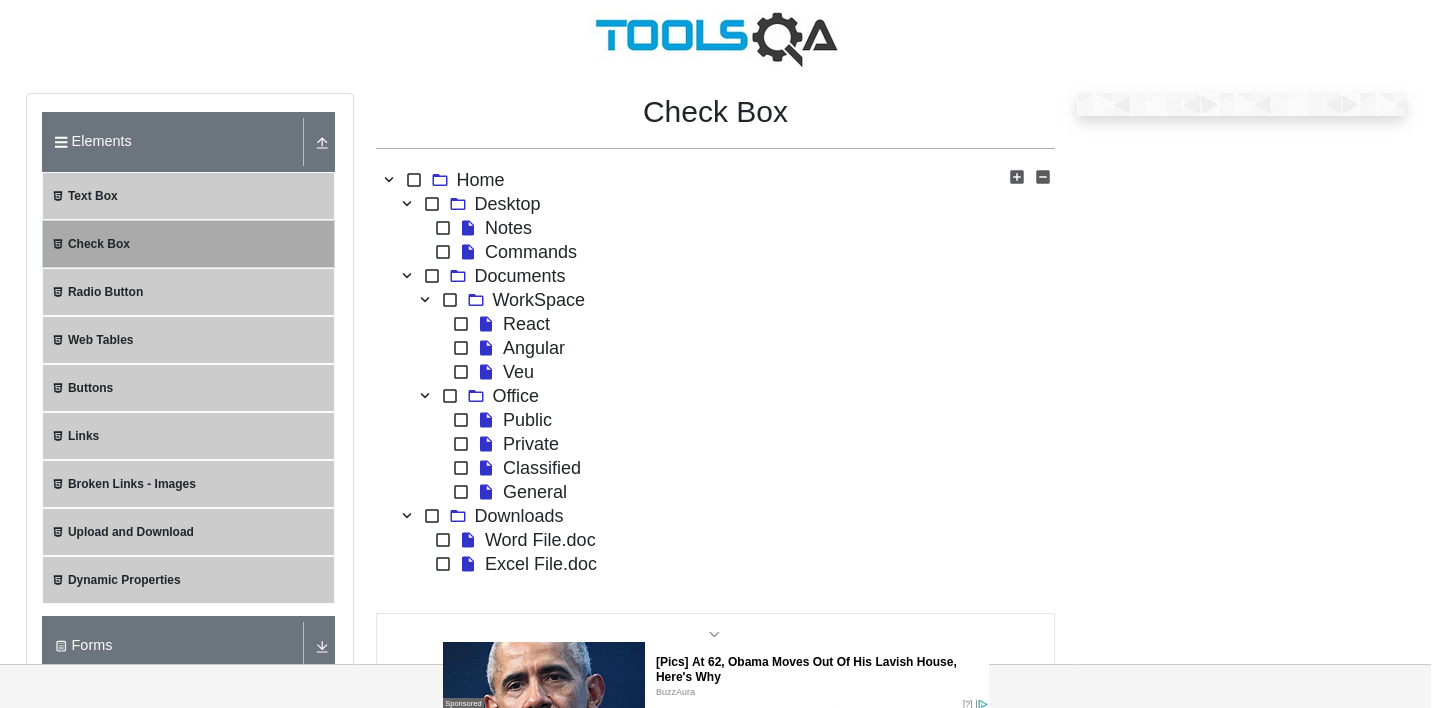 TOOLSQA
Check Box
Elements
Text Box
Check Box
Radio Button
Web Tables
Buttons
Links
Broken Links - Images
Upload and Download
Dynamic Properties
Forms
Home
Desktop
Notes
Commands
Documents
WorkSpace
React
Angular
Veu
Office
Public
Private
Classified
General
Downloads
Word File.doc
Excel File.doc
[Pics] At 62, Obama Moves Out Of His Lavish House,
Here's Why
BuzzAura
Sponsored
[?]